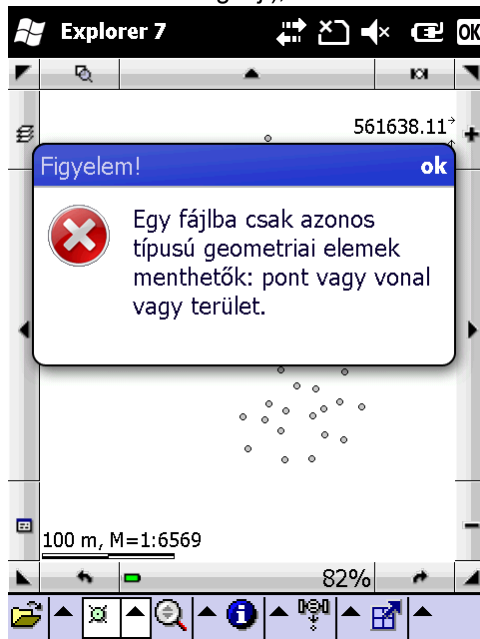 Explorer 7
OK
561638.11
Figyelem!
ok
Egy fájlba csak azonos
típusú geometriai elemek
menthetők: pont vagy vonal
vagy terület.
100 m, M=1:6569
82%